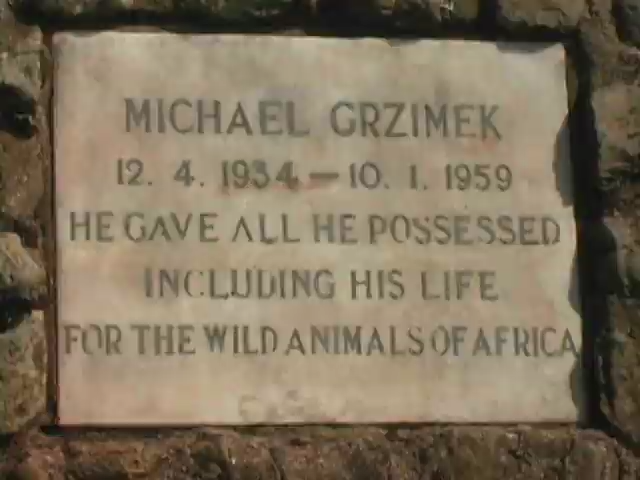 MICHAEL GRZIMEK
12. 4. 1934 — 10. 1. 1959
HE GAVE ALL HE POSSESSED
INCLUDING HIS LIFE
FOR THE WILD ANIMALS OF AFRICA